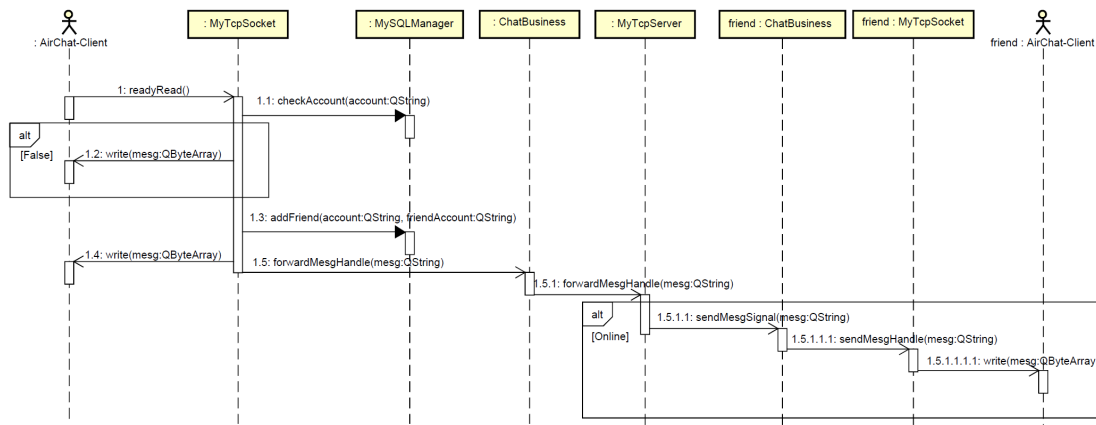 : AirChat-Client
: MyTcpSocket
: MySQLManager
: ChatBusiness
: MyTcpServer
friend : ChatBusiness
friend : MyTcpSocket
friend : AirChat-Client
1: readyRead()
1.1: checkAccount(account:QString)
alt
[False]
1.2: write(mesg:QByteArray)
1.3: addFriend(account:QString, friendAccount:QString)
1.4: write(mesg:QByteArray)
1.5: forwardMesgHandle(mesg:QString)
1.5.1: forwardMesgHandle(mesg:QString)
alt
[Online]
1.5.1.1: sendMesgSignal(mesg:QString)
1.5.1.1.1: sendMesgHandle(mesg:QString)
1.5.1.1.1.1: write(mesg:QByteArray